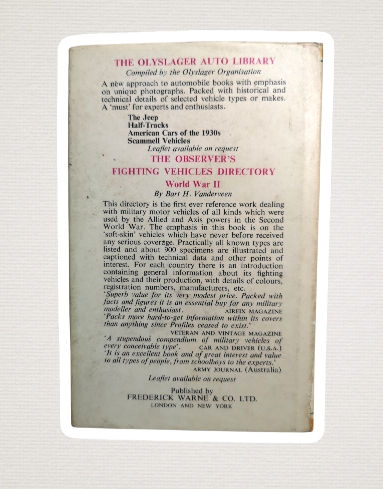 THE OLYSLAGER AUTO LIBRARY
Compiled by the Olyslager Organisation
A new approach to automobile books with emphasis
on unique photographs. Packed with historical and
technical details of selected vehicle types or makes.
A 'must' for experts and enthusiasts.
The Jeep
Half-Tracks
American Cars of the 1930s
Scammell Vehicles
Leaflet available on request
THE OBSERVER'S
FIGHTING VEHICLES DIRECTORY
World War II
By Bart H. Vanderveen
This directory is the first ever reference work dealing
with military motor vehicles of all kinds which were
used by the Allied and Axis powers in the Second
World War. The emphasis in this book is on the
'soft-skin' vehicles which have never before received
any serious coverage. Practically all known types are
listed and about 900 specimens are illustrated and
captioned with technical data and other points of
interest. For each country there is an introduction
containing general information about its fighting
vehicles and their production, with details of colours,
registration numbers, manufacturers, etc.
'Superb value for its very modest price. Packed with
facts and figures it is an essential buy for any military
modeller and enthusiast.' AIRFIX MAGAZINE
'Packs more hard-to-get information within its covers
than anything since Profiles ceased to exist.'
VETERAN AND VINTAGE MAGAZINE
'A stupendous compendium of military vehicles of
every conceivable type'. CAR AND DRIVER (U.S.A.)
'It is an excellent book and of great interest and value
to all types of people, from schoolboys to the experts.'
ARMY JOURNAL (Australia)
Leaflet available on request
Published by
FREDERICK WARNE & CO. LTD.
LONDON AND NEW YORK